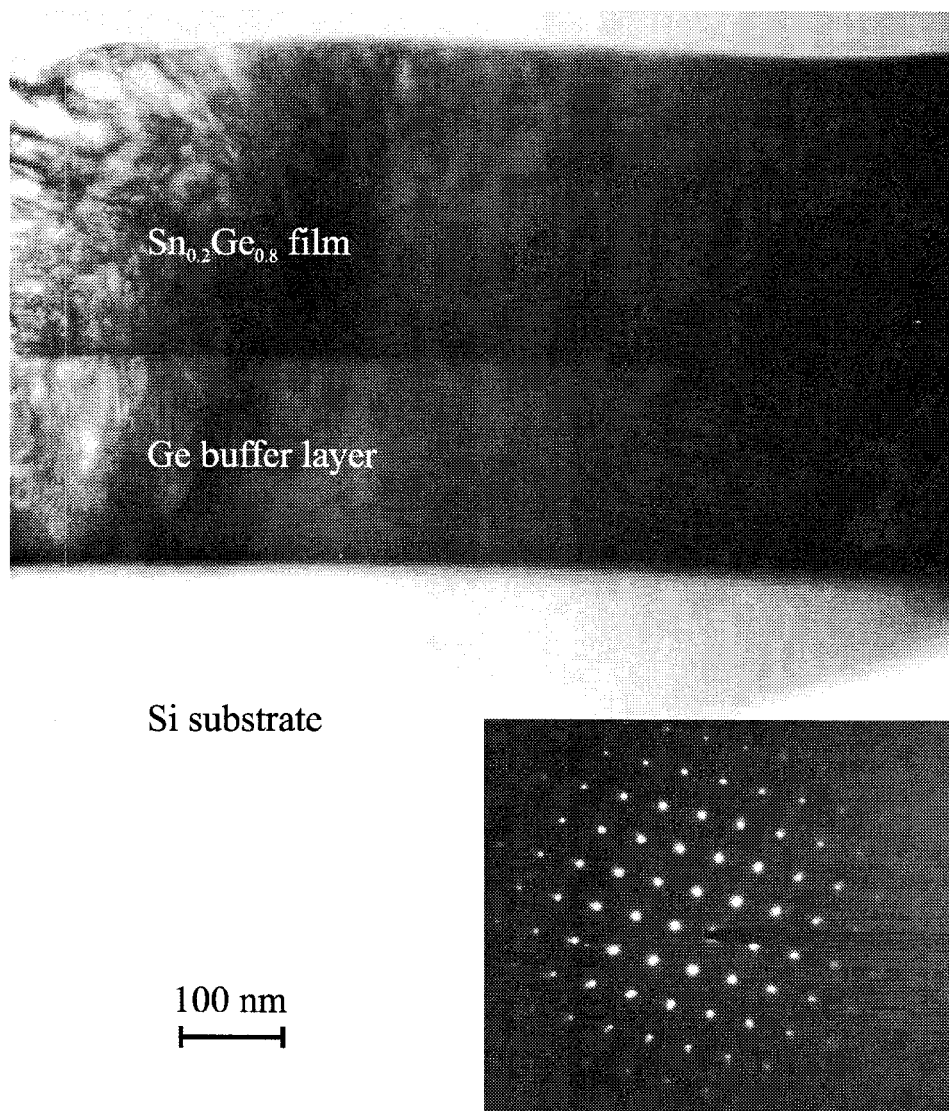 Sn₀.₂Ge₀.₈ film
Ge buffer layer
Si substrate
100 nm